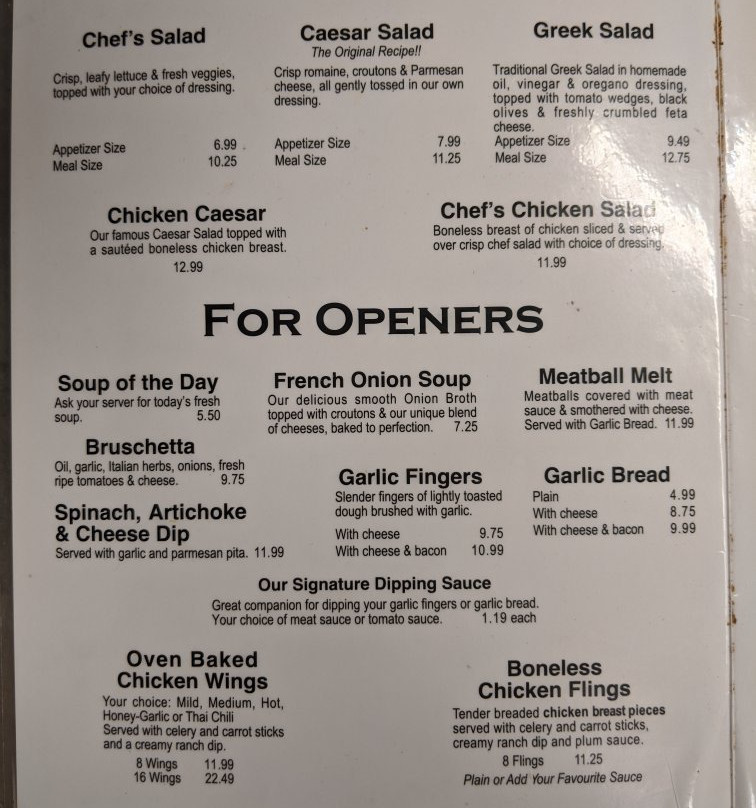 Chef's Salad
Crisp, leafy lettuce & fresh veggies,
topped with your choice of dressing.
Appetizer Size 6.99
Meal Size 10.25
Caesar Salad
The Original Recipe!!
Crisp romaine, croutons & Parmesan
cheese, all gently tossed in our own
dressing.
Appetizer Size 7.99
Meal Size 11.25
Greek Salad
Traditional Greek Salad in homemade
oil, vinegar & oregano dressing,
topped with tomato wedges, black
olives & freshly crumbled feta
cheese.
Appetizer Size 9.49
Meal Size 12.75
Chicken Caesar
Our famous Caesar Salad topped with
a sautéed boneless chicken breast.
12.99
Chef's Chicken Salad
Boneless breast of chicken sliced & served
over crisp chef salad with choice of dressing.
11.99
FOR OPENERS
Soup of the Day
Ask your server for today's fresh
soup. 5.50
French Onion Soup
Our delicious smooth Onion Broth
topped with croutons & our unique blend
of cheeses, baked to perfection. 7.25
Meatball Melt
Meatballs covered with meat
sauce & smothered with cheese.
Served with Garlic Bread. 11.99
Bruschetta
Oil, garlic, Italian herbs, onions, fresh
ripe tomatoes & cheese. 9.75
Spinach, Artichoke
& Cheese Dip
Served with garlic and parmesan pita. 11.99
Garlic Fingers
Slender fingers of lightly toasted
dough brushed with garlic.
With cheese 9.75
With cheese & bacon 10.99
Garlic Bread
Plain 4.99
With cheese 8.75
With cheese & bacon 9.99
Our Signature Dipping Sauce
Great companion for dipping your garlic fingers or garlic bread.
Your choice of meat sauce or tomato sauce. 1.19 each
Oven Baked
Chicken Wings
Your choice: Mild, Medium, Hot,
Honey-Garlic or Thai Chili
Served with celery and carrot sticks
and a creamy ranch dip.
8 Wings 11.99
16 Wings 22.49
Boneless
Chicken Flings
Tender breaded chicken breast pieces
served with celery and carrot sticks,
creamy ranch dip and plum sauce.
8 Flings 11.25
Plain or Add Your Favourite Sauce